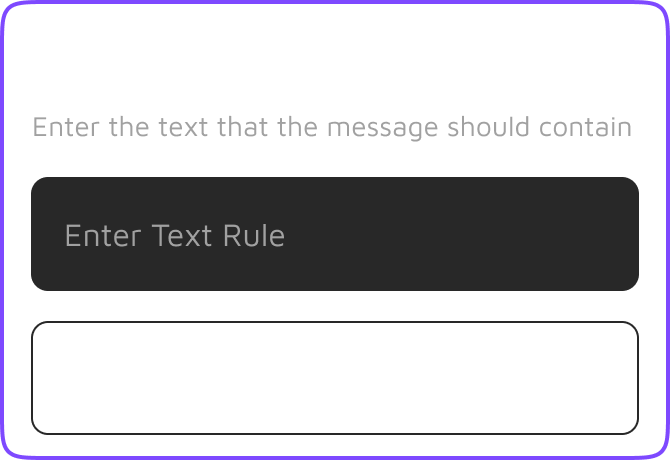 Enter the text that the message should contain
Enter Text Rule